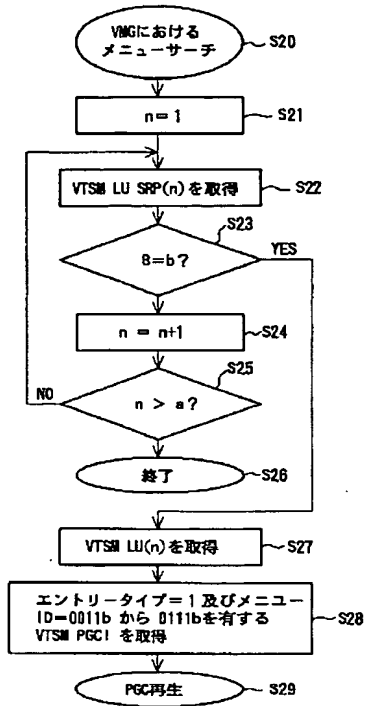 VMGにおける
メニューサーチ
S20
n=1
S21
VTSM LU SRP(n)を取得
S22
S23
B=b?
YES
n = n+1
S24
S25
NO
n > a?
終了
S26
VTSM LU(n)を取得
S27
エントリータイプ=1 及びメニュー
ID=0011b から 0111bを有する
VTSM PGCI を取得
S28
PGC再生
S29